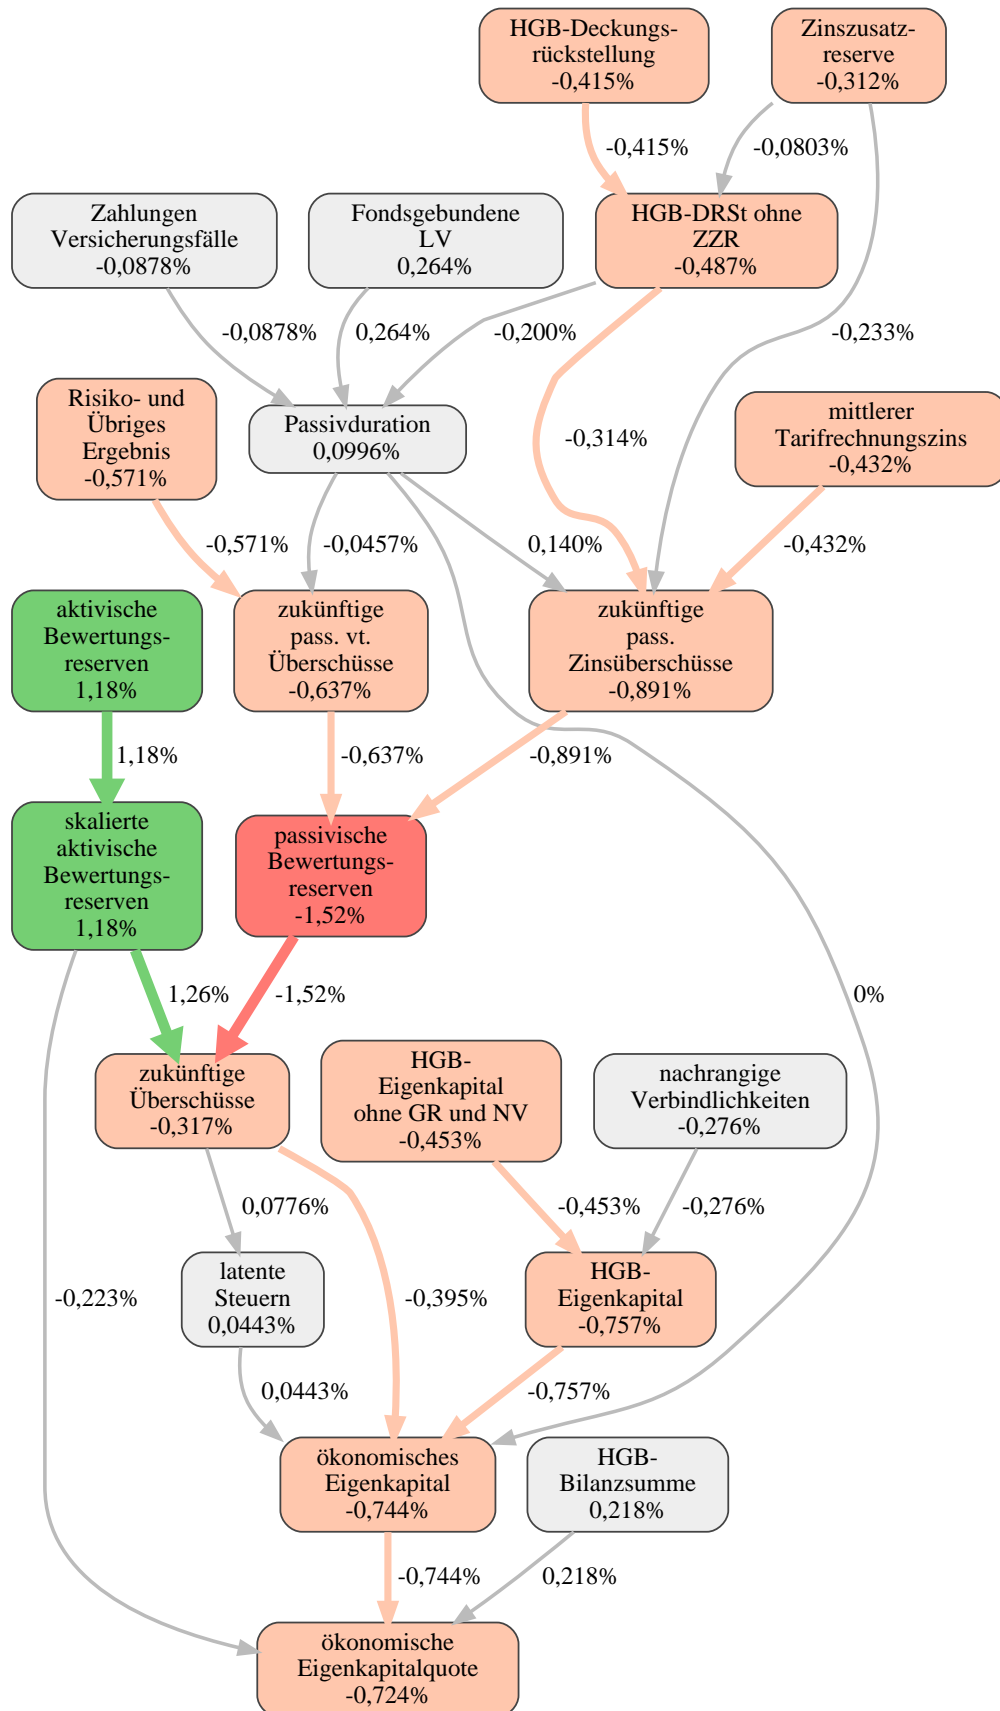 HGB-Deckungs-
rückstellung
-0,415%
Zinszusatz-
reserve
-0,312%
-0,415%
-0,0803%
Zahlungen
Versicherungsfälle
-0,0878%
Fondsgebundene
LV
0,264%
HGB-DRSt ohne
ZZR
-0,487%
-0,0878%
0,264%
-0,200%
-0,233%
Risiko- und
Übriges
Ergebnis
-0,571%
Passivduration
0,0996%
-0,314%
mittlerer
Tarifrechnungszins
-0,432%
-0,571%
-0,0457%
0,140%
-0,432%
aktivische
Bewertungs-
reserven
1,18%
zukünftige
pass. vt.
Überschüsse
-0,637%
zukünftige
pass.
Zinsüberschüsse
-0,891%
1,18%
-0,637%
-0,891%
skalierte
aktivische
Bewertungs-
reserven
1,18%
passivische
Bewertungs-
reserven
-1,52%
1,26%
-1,52%
0%
zukünftige
Überschüsse
-0,317%
HGB-
Eigenkapital
ohne GR und NV
-0,453%
nachrangige
Verbindlichkeiten
-0,276%
0,0776%
-0,453%
-0,276%
-0,223%
latente
Steuern
0,0443%
-0,395%
HGB-
Eigenkapital
-0,757%
0,0443%
-0,757%
ökonomisches
Eigenkapital
-0,744%
HGB-
Bilanzsumme
0,218%
-0,744%
0,218%
ökonomische
Eigenkapitalquote
-0,724%